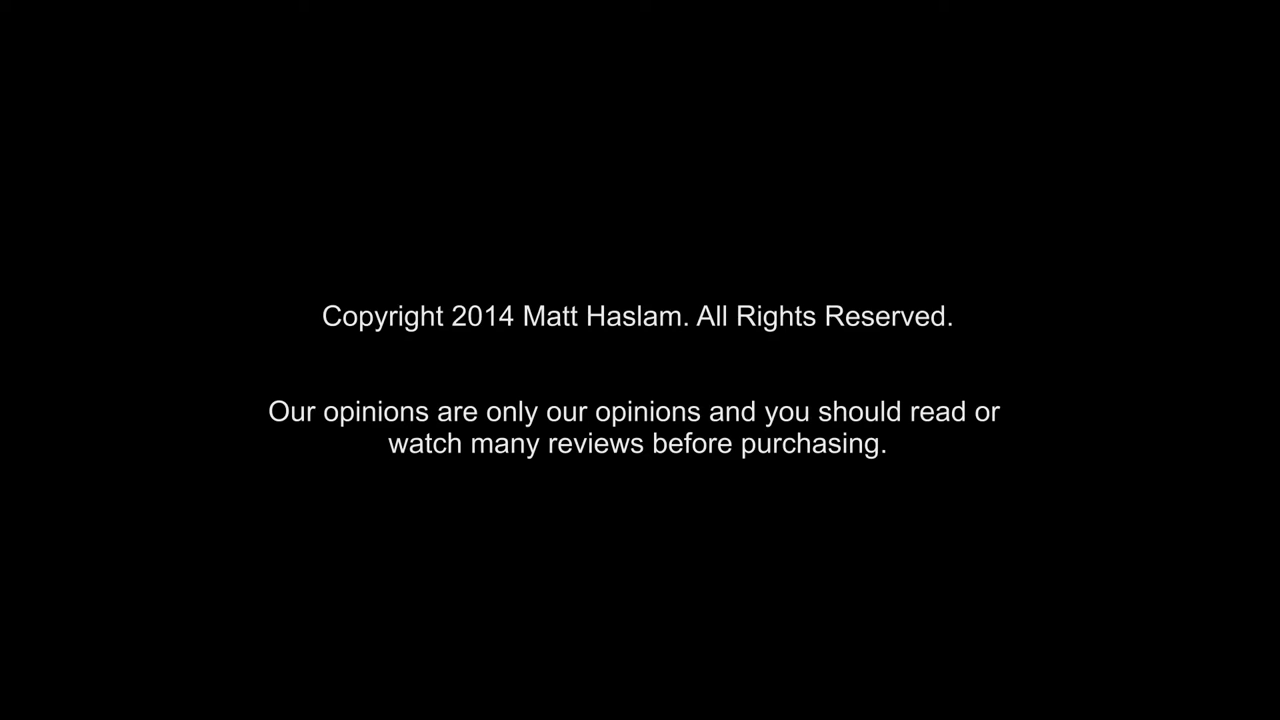 Copyright 2014 Matt Haslam. All Rights Reserved.
Our opinions are only our opinions and you should read or
watch many reviews before purchasing.